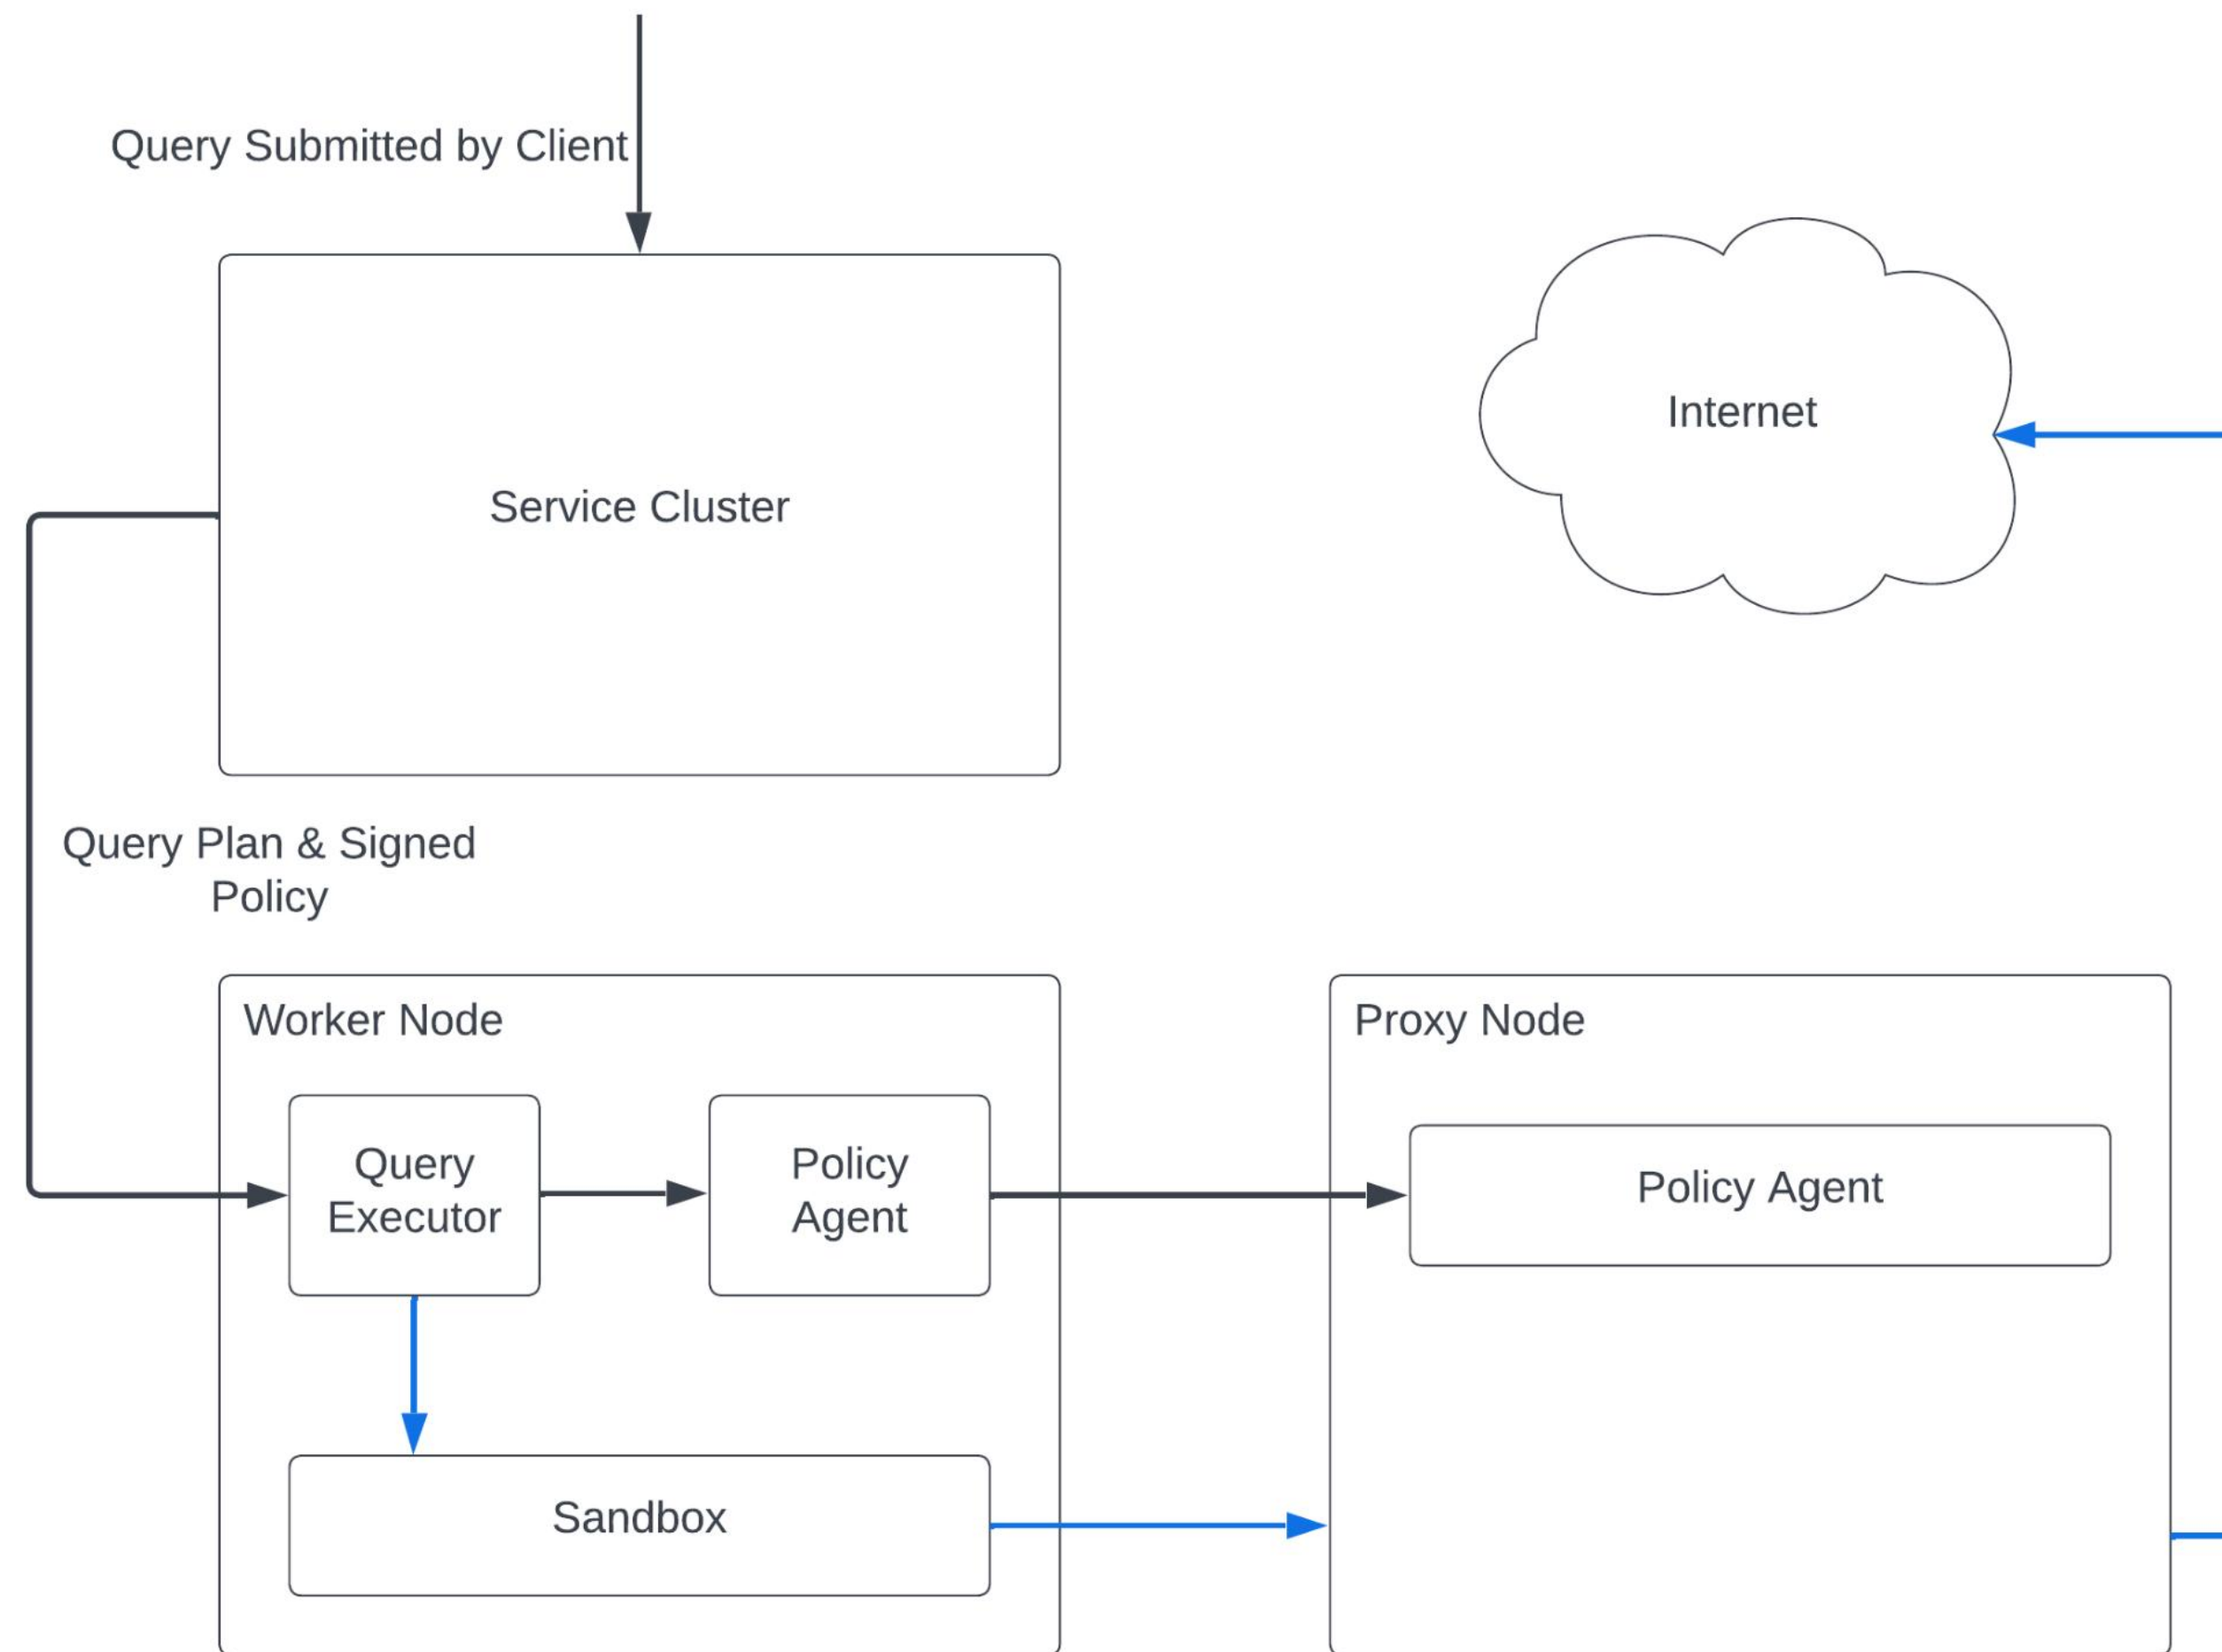 Query Submitted by Client
Service Cluster
Internet
Query Plan & Signed
Policy
Worker Node
Query
Executor
Policy
Agent
Sandbox
Proxy Node
Policy Agent